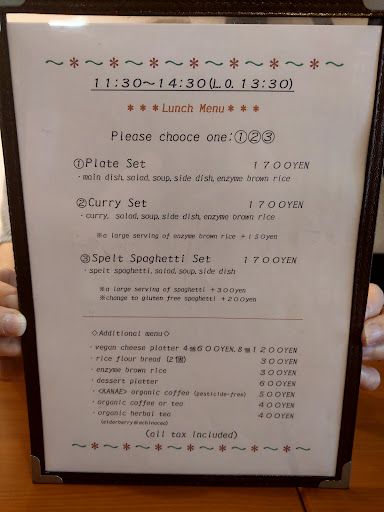 ～*～*～*～*～*～*～*～
11:30～14:30(L.O. 13:30)
***Lunch Menu***
Please chooce one:①②③
①Plate Set 1700YEN
・main dish, salad, soup, side dish, enzyme brown rice
②Curry Set 1700YEN
・curry, salad, soup, side dish, enzyme brown rice
※a large serving of enzyme brown rice +150yen
③Spelt Spaghetti Set 1700YEN
・spelt spaghetti, salad, soup, side dish
※a large serving of spaghetti +300yen
※change to gluten free spaghetti +200yen
◇Additional menu◇
・vegan cheese platter 4個600YEN, 8個1200YEN
・rice flour bread (2個) 300YEN
・enzyme brown rice 300YEN
・dessert platter 600YEN
・<KANAE> organic coffee (pesticide-free) 500YEN
・organic coffee or tea 400YEN
・organic herbal tea 400YEN
(elderberry&echinacea)
(all tax included)
～*～*～*～*～*～*～*～